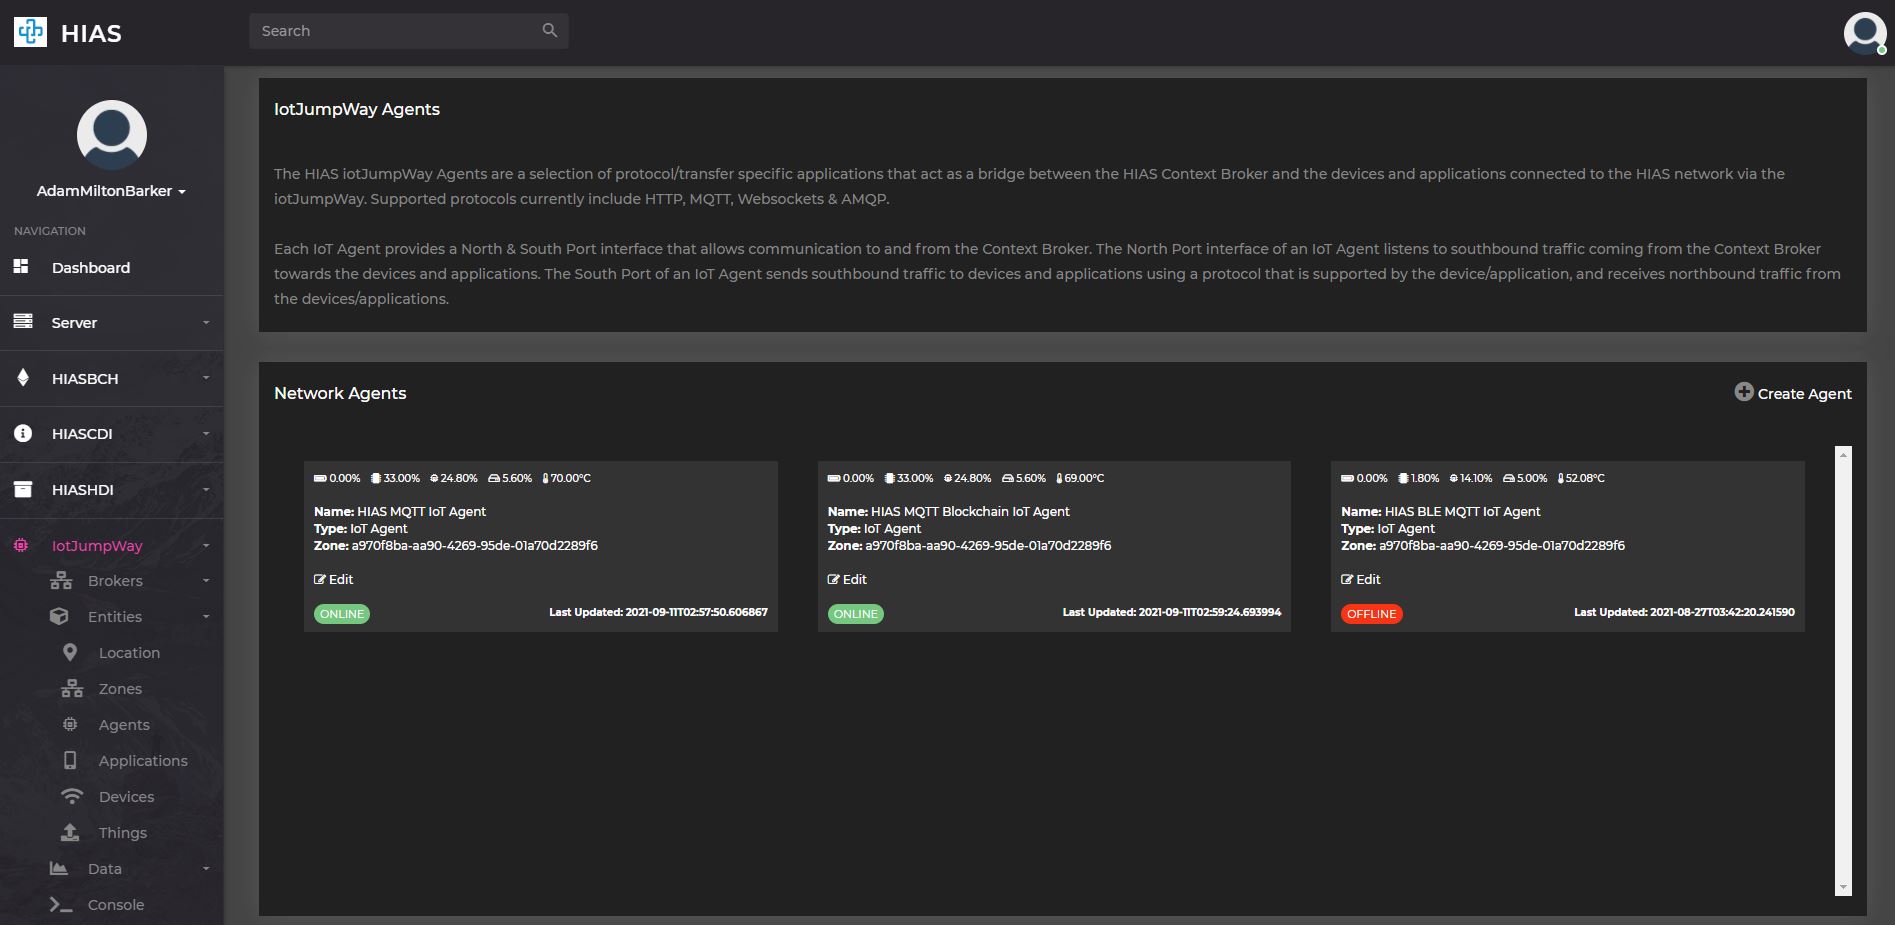 HIAS
Search
AdamMiltonBarker
NAVIGATION
Dashboard
Server
HIASBCH
HIASCDI
HIASHDI
IotJumpWay
Brokers
Entities
Location
Zones
Agents
Applications
Devices
Things
Data
Console
IotJumpWay Agents
The HIAS iotJumpWay Agents are a selection of protocol/transfer specific applications that act as a bridge between the HIAS Context Broker and the devices and applications connected to the HIAS network via the
iotJumpWay. Supported protocols currently include HTTP, MQTT, Websockets & AMQP.
Each IoT Agent provides a North & South Port interface that allows communication to and from the Context Broker. The North Port interface of an IoT Agent listens to southbound traffic coming from the Context Broker
towards the devices and applications. The South Port of an IoT Agent sends southbound traffic to devices and applications using a protocol that is supported by the device/application, and receives northbound traffic from
the devices/applications.
Network Agents
Create Agent
0.00% 33.00% 24.80% 5.60% 70.00°C
Name: HIAS MQTT IoT Agent
Type: IoT Agent
Zone: a970f8ba-aa90-4269-95de-01a70d2289f6
Edit
ONLINE Last Updated: 2021-09-11T02:57:50.606867
0.00% 33.00% 24.80% 5.60% 69.00°C
Name: HIAS MQTT Blockchain IoT Agent
Type: IoT Agent
Zone: a970f8ba-aa90-4269-95de-01a70d2289f6
Edit
ONLINE Last Updated: 2021-09-11T02:59:24.693994
0.00% 1.80% 14.10% 5.00% 52.08°C
Name: HIAS BLE MQTT IoT Agent
Type: IoT Agent
Zone: a970f8ba-aa90-4269-95de-01a70d2289f6
Edit
OFFLINE Last Updated: 2021-08-27T03:42:20.241590